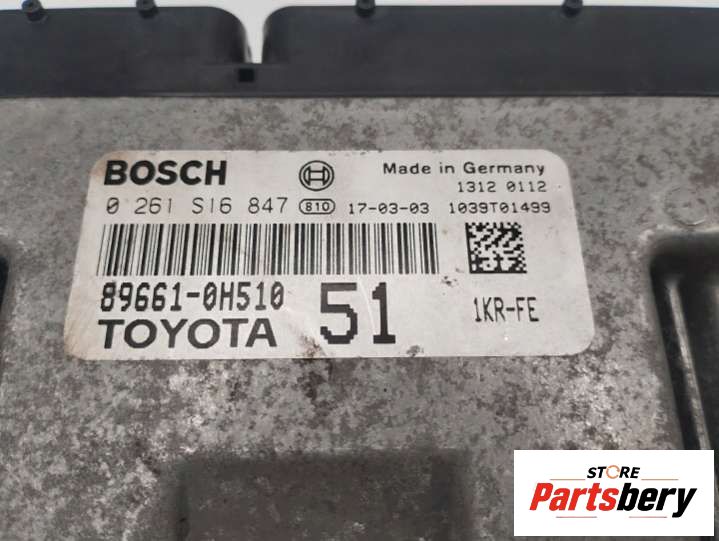 BOSCH Made in Germany
1312 0112
0 261 S16 847 810 17-03-03 1039T01499
89661-0H510
TOYOTA 51 1KR-FE
STORE
Partsbery